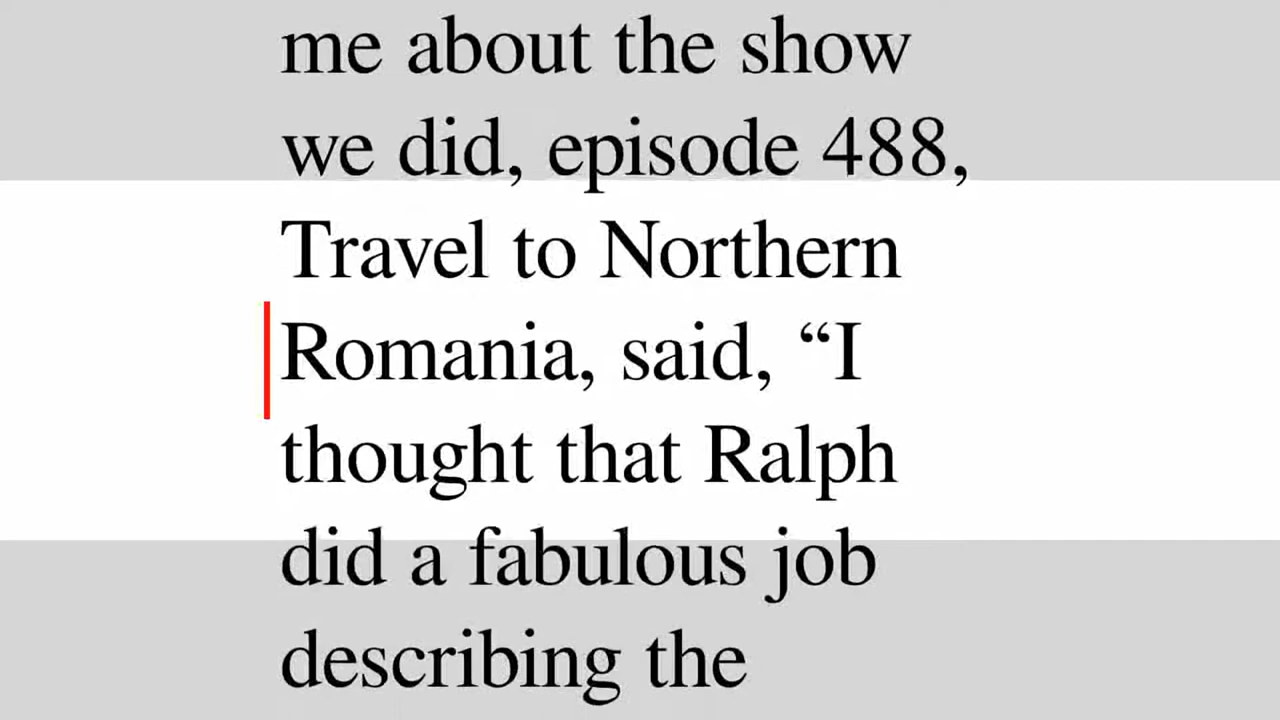 me about the show
we did, episode 488,
Travel to Northern
Romania, said, “I
thought that Ralph
did a fabulous job
describing the